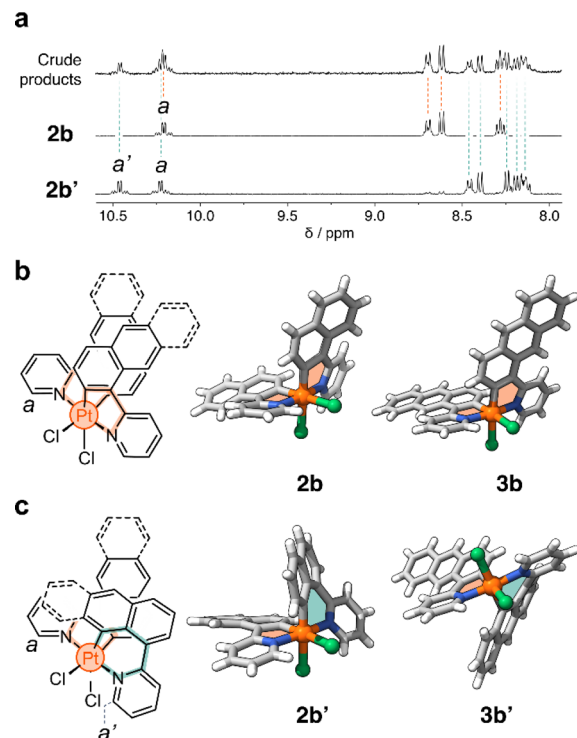 a
Crude
products
a
2b
a'
a
2b'
10.5 10.0 9.5 9.0 8.5 8.0
δ / ppm
b
a
N
Pt
Cl
N
Cl
2b
3b
c
a
N
Pt
Cl
N
Cl
a'
2b'
3b'